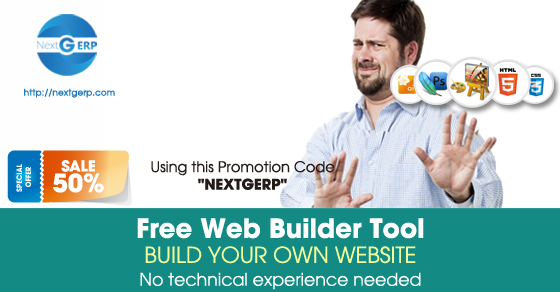 NextGERP
http://nextgerp.com
SPECIAL OFFER
SALE
50%
Using this Promotion Code
"NEXTGERP"
Ps
HTML
5
CSS
3
Free Web Builder Tool
BUILD YOUR OWN WEBSITE
No technical experience needed